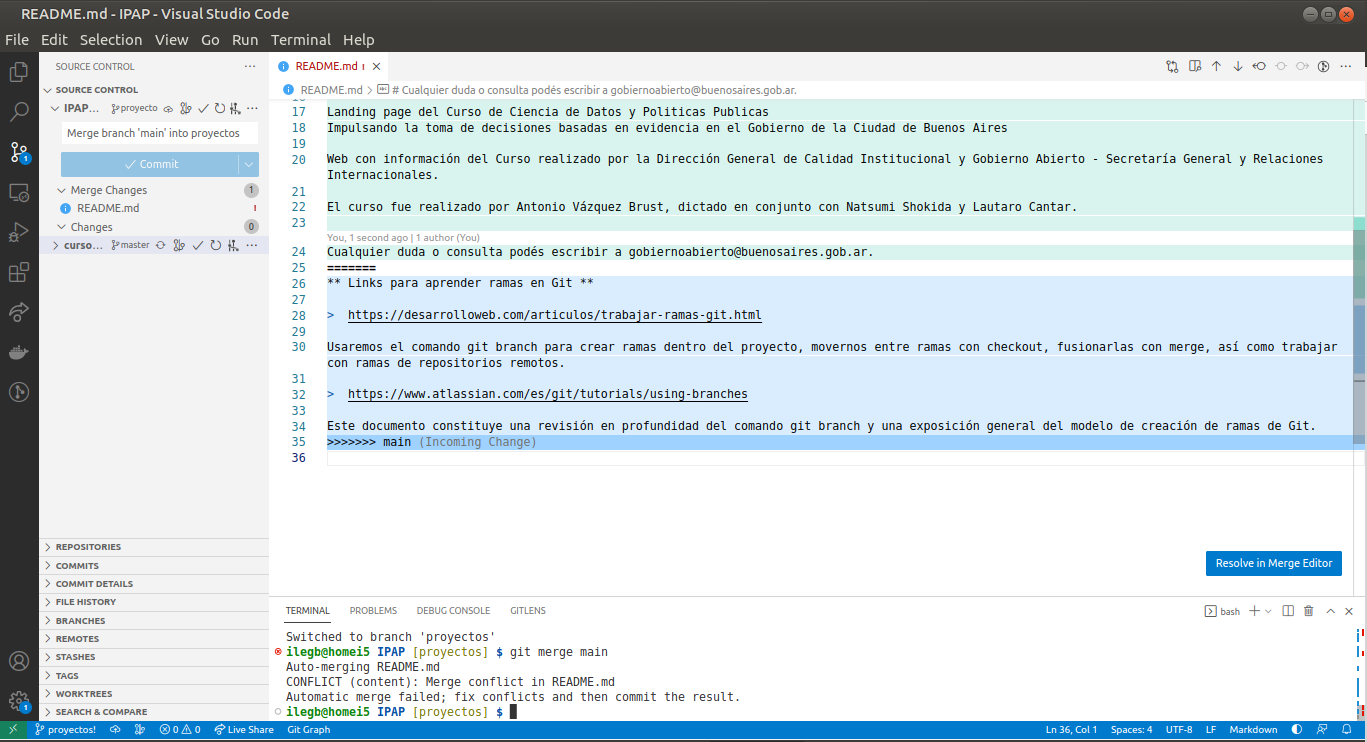 README.md - IPAP - Visual Studio Code
File Edit Selection View Go Run Terminal Help
SOURCE CONTROL
SOURCE CONTROL
IPAP... proyecto
Merge branch 'main' into proyectos
Commit
Merge Changes 1
README.md !
Changes 0
curso... master
REPOSITORIES
COMMITS
COMMIT DETAILS
FILE HISTORY
BRANCHES
REMOTES
STASHES
TAGS
WORKTREES
SEARCH & COMPARE
1
1
README.md !
README.md > # Cualquier duda o consulta podés escribir a gobiernoabierto@buenosaires.gob.ar.
17 Landing page del Curso de Ciencia de Datos y Politicas Publicas
18 Impulsando la toma de decisiones basadas en evidencia en el Gobierno de la Ciudad de Buenos Aires
19
20 Web con información del Curso realizado por la Dirección General de Calidad Institucional y Gobierno Abierto - Secretaría General y Relaciones
Internacionales.
21
22 El curso fue realizado por Antonio Vázquez Brust, dictado en conjunto con Natsumi Shokida y Lautaro Cantar.
23
You, 1 second ago | 1 author (You)
24 Cualquier duda o consulta podés escribir a gobiernoabierto@buenosaires.gob.ar.
25 =======
26 ** Links para aprender ramas en Git **
27
28 > https://desarrolloweb.com/articulos/trabajar-ramas-git.html
29
30 Usaremos el comando git branch para crear ramas dentro del proyecto, movernos entre ramas con checkout, fusionarlas con merge, así como trabajar
con ramas de repositorios remotos.
31
32 > https://www.atlassian.com/es/git/tutorials/using-branches
33
34 Este documento constituye una revisión en profundidad del comando git branch y una exposición general del modelo de creación de ramas de Git.
35 >>>>>>> main (Incoming Change)
36
Resolve in Merge Editor
TERMINAL PROBLEMS DEBUG CONSOLE GITLENS
bash
Switched to branch 'proyectos'
ilegb@homei5 IPAP [proyectos] $ git merge main
Auto-merging README.md
CONFLICT (content): Merge conflict in README.md
Automatic merge failed; fix conflicts and then commit the result.
ilegb@homei5 IPAP [proyectos] $
proyectos! 0 0 Live Share Git Graph
Ln 36, Col 1 Spaces: 4 UTF-8 LF Markdown